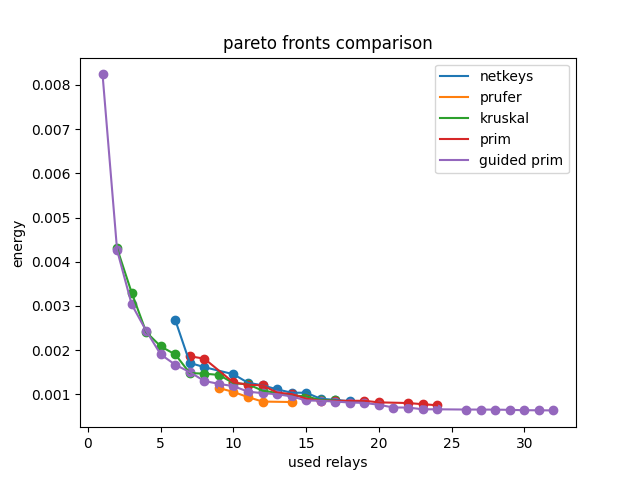 pareto fronts comparison
netkeys
prufer
kruskal
prim
guided prim
energy
0.008
0.007
0.006
0.005
0.004
0.003
0.002
0.001
0 5 10 15 20 25 30
used relays